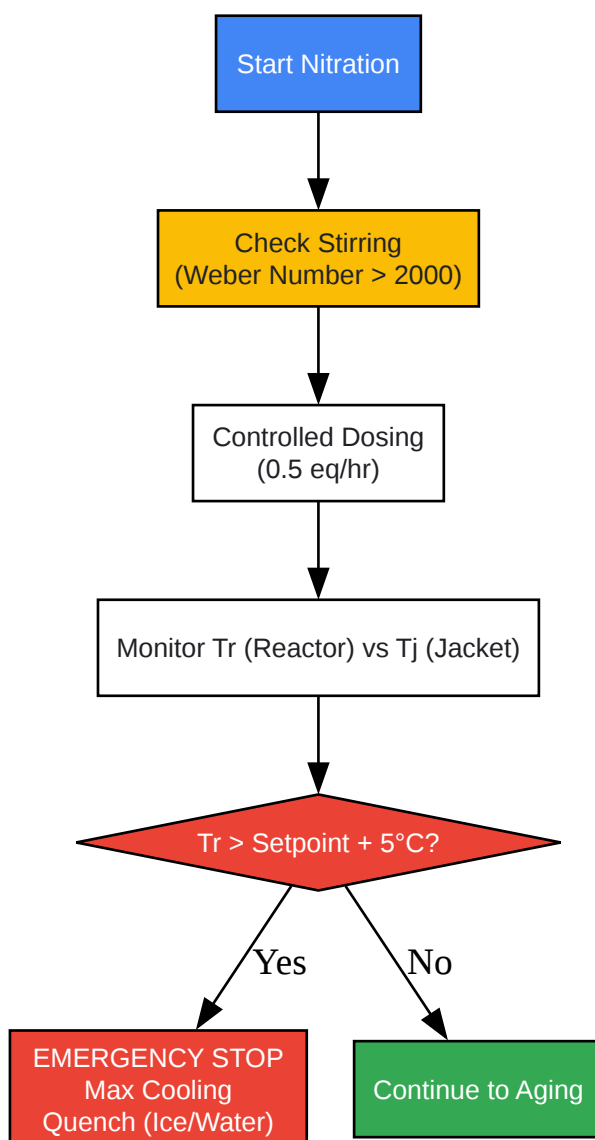 Start Nitration
Check Stirring
(Weber Number > 2000)
Controlled Dosing
(0.5 eq/hr)
Monitor Tr (Reactor) vs Tj (Jacket)
Tr > Setpoint + 5°C?
Yes
No
EMERGENCY STOP
Max Cooling
Quench (Ice/Water)
Continue to Aging